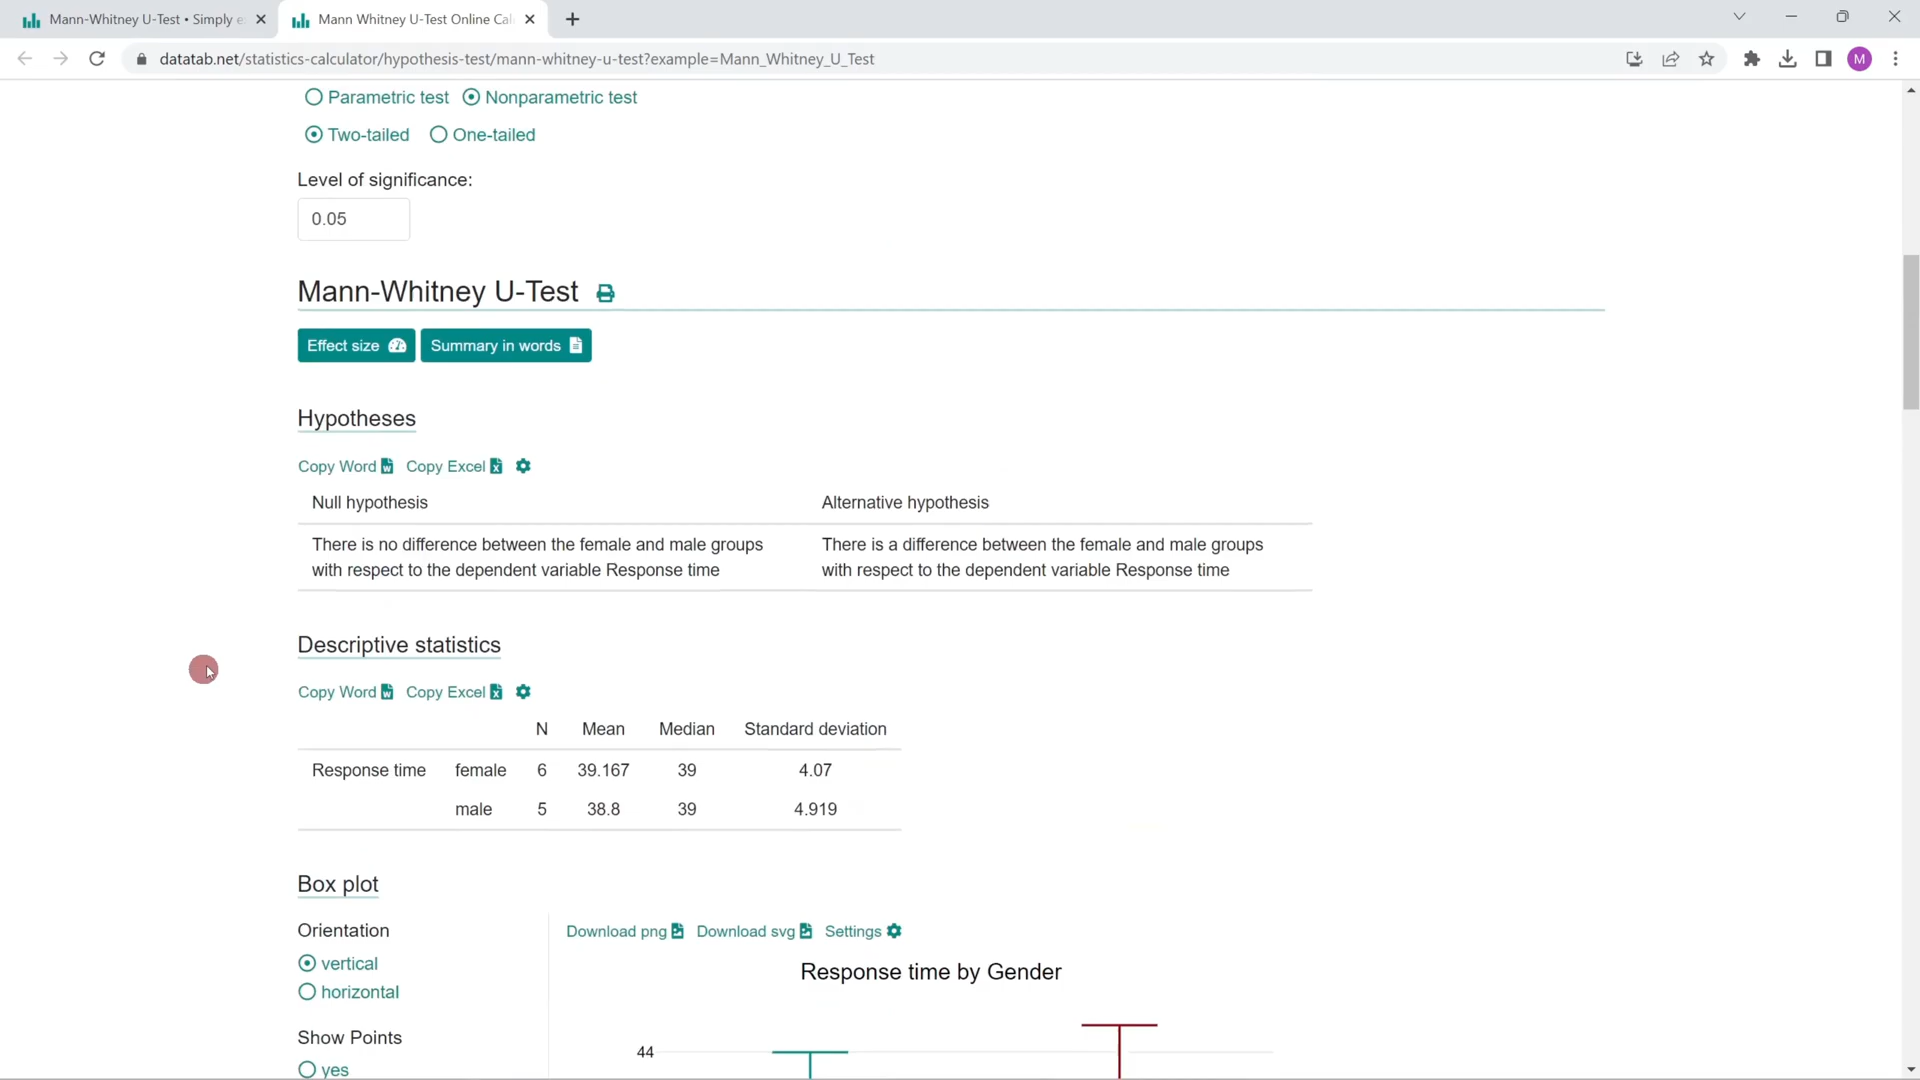 Mann-Whitney U-Test • Simply e
Mann Whitney U-Test Online Cal
datatab.net/statistics-calculator/hypothesis-test/mann-whitney-u-test?example=Mann_Whitney_U_Test
M
Parametric test Nonparametric test
Two-tailed One-tailed
Level of significance:
0.05
Mann-Whitney U-Test
Effect size Summary in words
Hypotheses
Copy Word Copy Excel
Null hypothesis Alternative hypothesis
There is no difference between the female and male groups There is a difference between the female and male groups
with respect to the dependent variable Response time with respect to the dependent variable Response time
Descriptive statistics
Copy Word Copy Excel
N Mean Median Standard deviation
Response time female 6 39.167 39 4.07
male 5 38.8 39 4.919
Box plot
Orientation
Download png Download svg Settings
vertical
Response time by Gender
horizontal
Show Points
44
yes